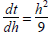 dt/dh = h²/9